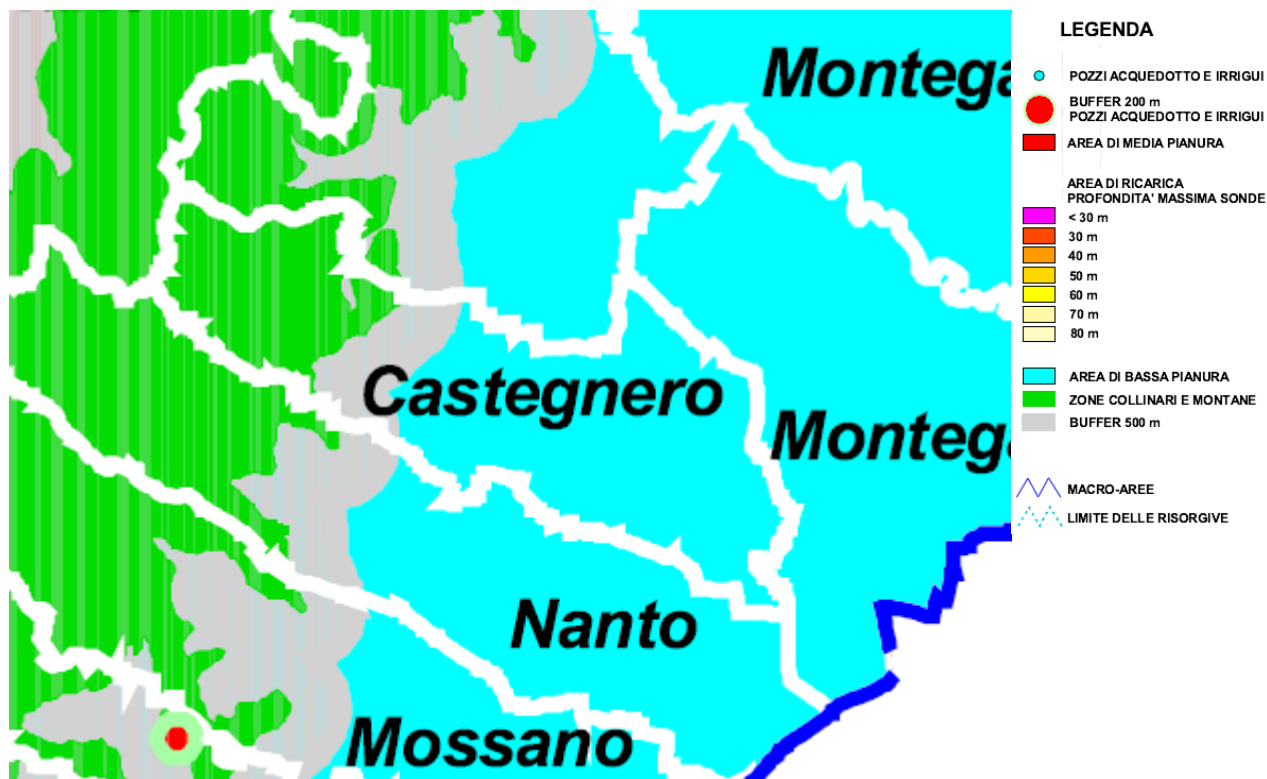 Montega
Castegnero
Montega
Nanto
Mossano
LEGENDA
POZZI ACQUEDOTTO E IRRIGUI
BUFFER 200 m
POZZI ACQUEDOTTO E IRRIGUI
AREA DI MEDIA PIANURA
AREA DI RICARICA
PROFONDITA' MASSIMA SONDE
< 30 m
30 m
40 m
50 m
60 m
70 m
80 m
AREA DI BASSA PIANURA
ZONE COLLINARI E MONTANE
BUFFER 500 m
MACRO-AREE
LIMITE DELLE RISORGIVE